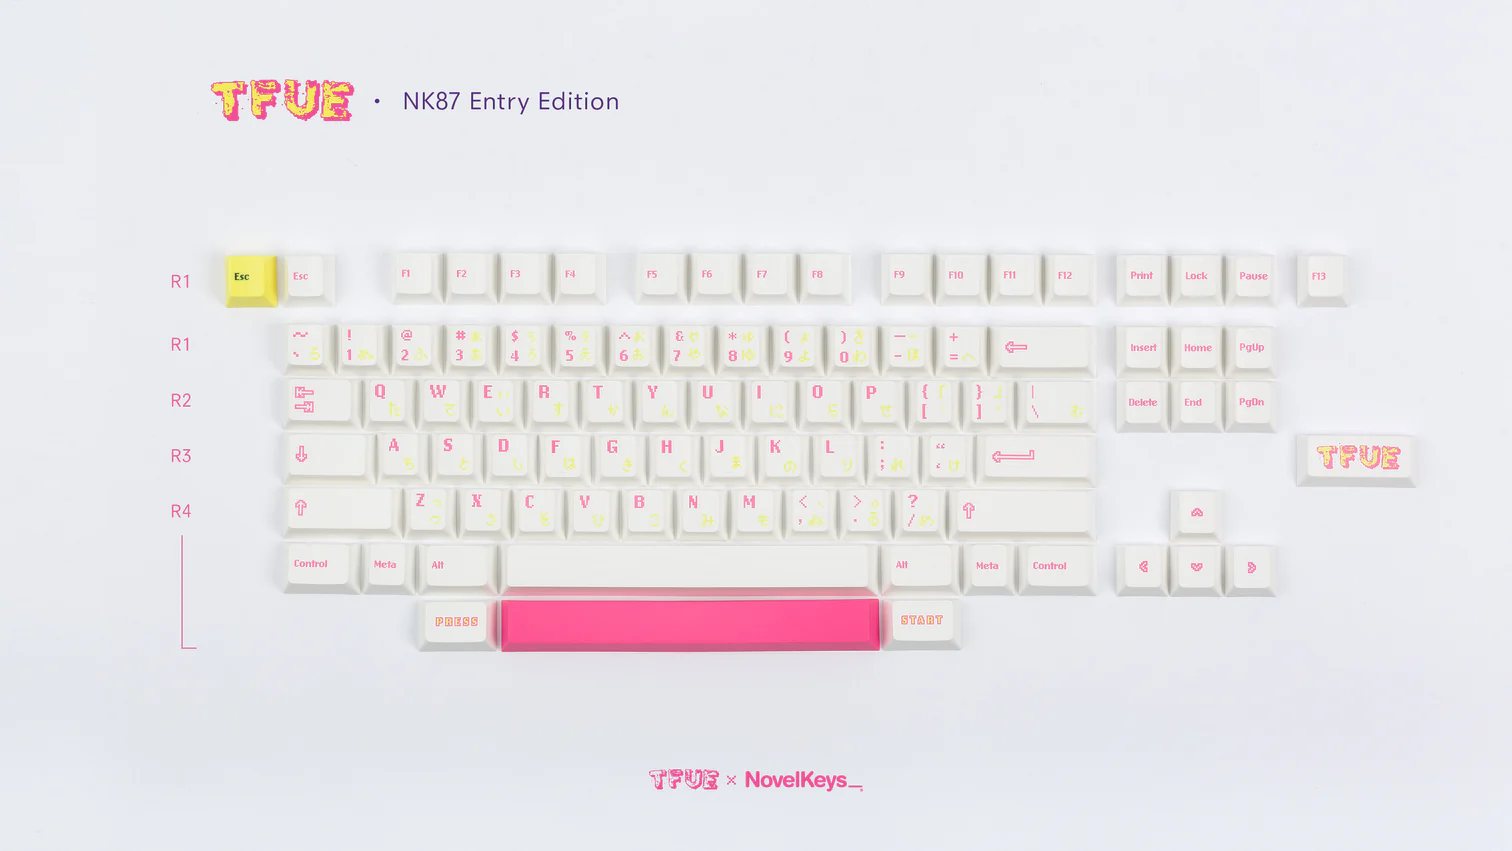 TFUE · NK87 Entry Edition
R1 Esc Esc F1 F2 F3 F4 F5 F6 F7 F8 F9 F10 F11 F12 Print Lock Pause F13
R1 ~ ! @ # $ % ^ & * ( ) — +
1 2 3 4 5 6 7 8 9 0 - = Insert Home PgUp
R2 Q W E R T Y U I O P { } |
[ ] \ Delete End PgDn
R3 A S D F G H J K L : “
; TFUE
R4 Z X C V B N M < > ?
, . /
Control Meta Alt Alt Meta Control
PRESS START
TFUE × NovelKeys_